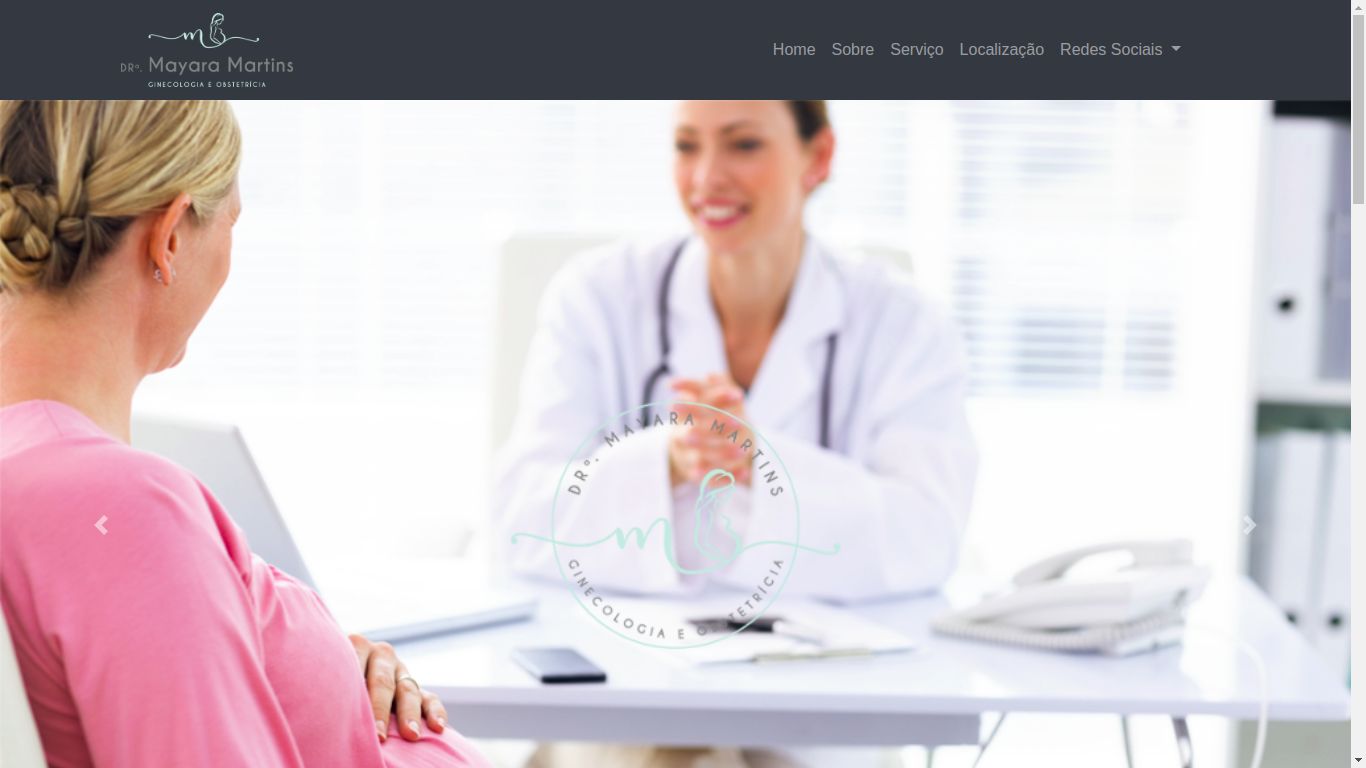 DRª. Mayara Martins
GINECOLOGIA E OBSTETRÍCIA
Home Sobre Serviço Localização Redes Sociais
DRª. MAYARA MARTINS
m
GINECOLOGIA E OBSTETRÍCIA